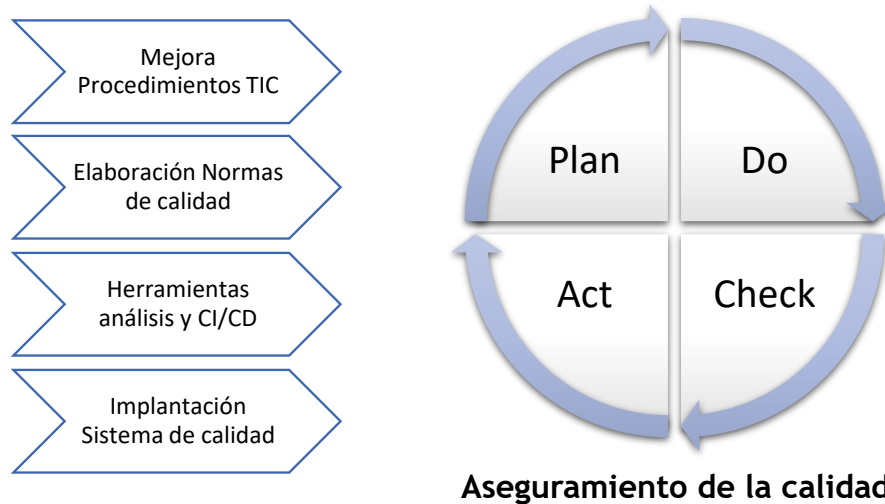 Mejora
Procedimientos TIC
Elaboración Normas
de calidad
Herramientas
análisis y CI/CD
Implantación
Sistema de calidad
Plan
Do
Act
Check
Aseguramiento de la calidad